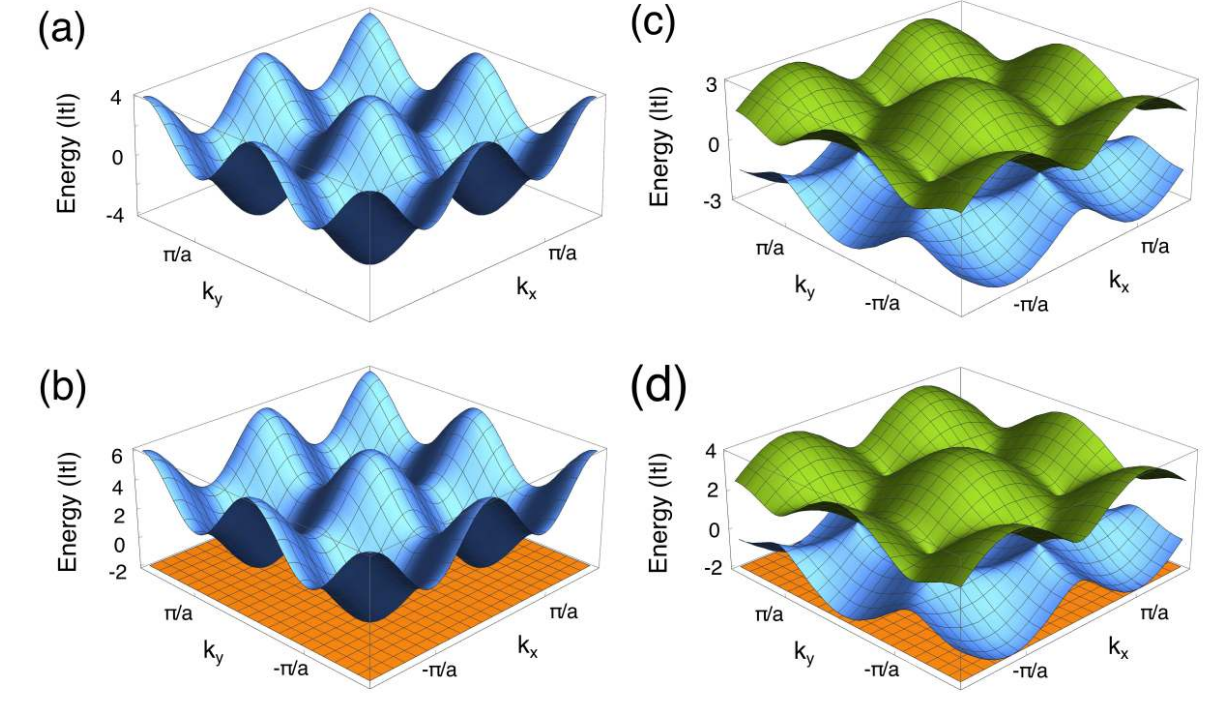 (a)
Energy (|t|)
4
0
-4
π/a
k_y
π/a
k_x
(c)
Energy (|t|)
3
0
-3
π/a
k_y
-π/a
-π/a
k_x
π/a
(b)
Energy (|t|)
6
4
2
0
-2
π/a
k_y
-π/a
-π/a
k_x
π/a
(d)
Energy (|t|)
4
2
0
-2
π/a
k_y
-π/a
-π/a
k_x
π/a